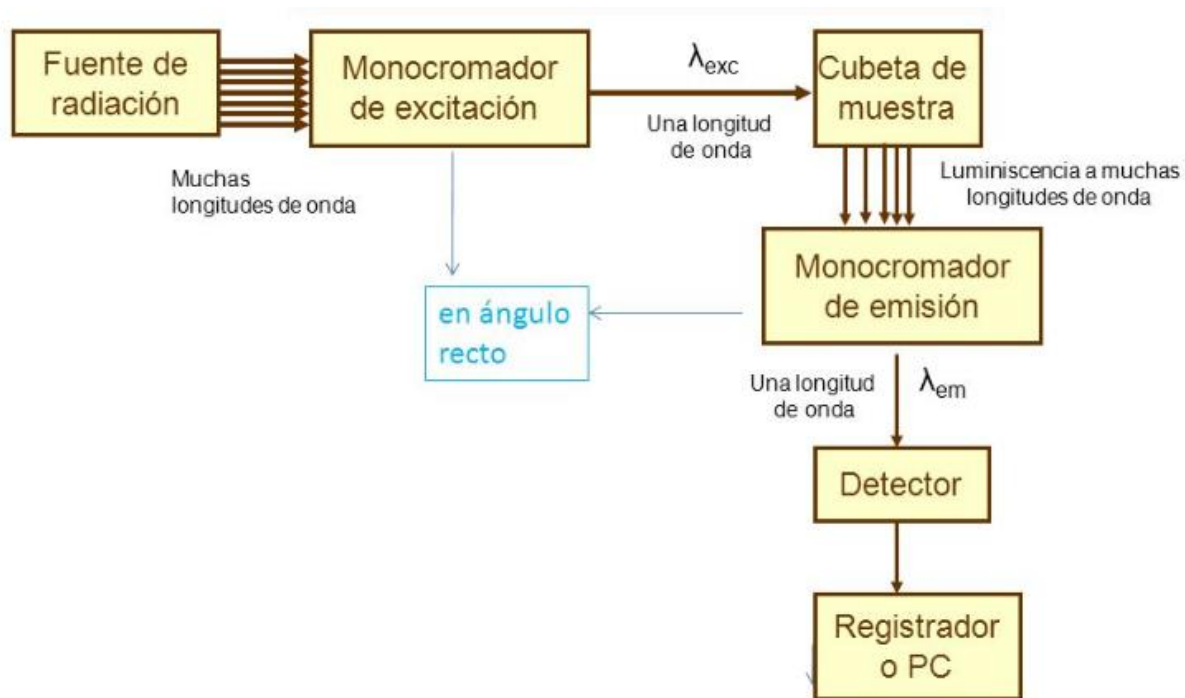 Fuente de
radiación
Muchas
longitudes de onda
Monocromador
de excitación
λexc
Una longitud
de onda
Cubeta de
muestra
Luminiscencia a muchas
longitudes de onda
Monocromador
de emisión
en ángulo
recto
Una longitud
de onda
λem
Detector
Registrador
o PC